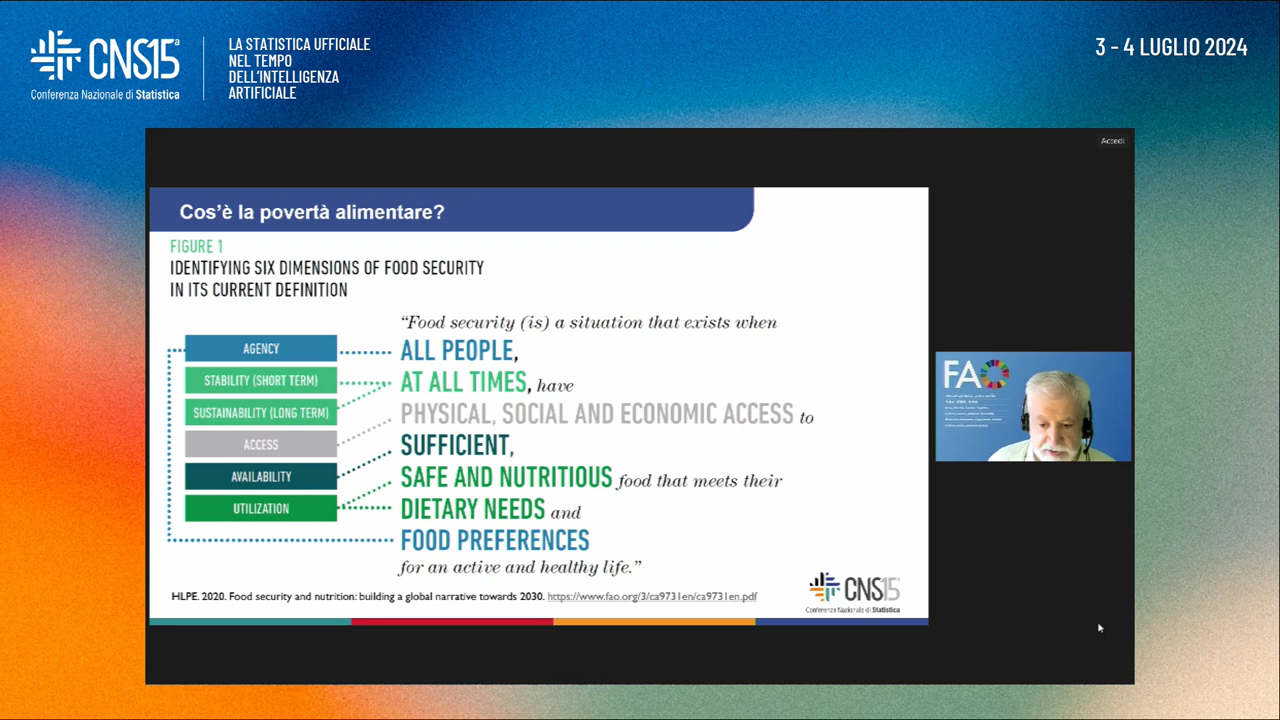 CNS15ª
Conferenza Nazionale di Statistica
LA STATISTICA UFFICIALE
NEL TEMPO
DELL'INTELLIGENZA
ARTIFICIALE
3 - 4 LUGLIO 2024
Accedi
Cos'è la povertà alimentare?
FIGURE 1
IDENTIFYING SIX DIMENSIONS OF FOOD SECURITY
IN ITS CURRENT DEFINITION
AGENCY
STABILITY (SHORT TERM)
SUSTAINABILITY (LONG TERM)
ACCESS
AVAILABILITY
UTILIZATION
“Food security (is) a situation that exists when
ALL PEOPLE,
AT ALL TIMES, have
PHYSICAL, SOCIAL AND ECONOMIC ACCESS to
SUFFICIENT,
SAFE AND NUTRITIOUS food that meets their
DIETARY NEEDS and
FOOD PREFERENCES
for an active and healthy life.”
HLPE. 2020. Food security and nutrition: building a global narrative towards 2030. https://www.fao.org/3/ca9731en/ca9731en.pdf
CNS15ª
Conferenza Nazionale di Statistica
FAO